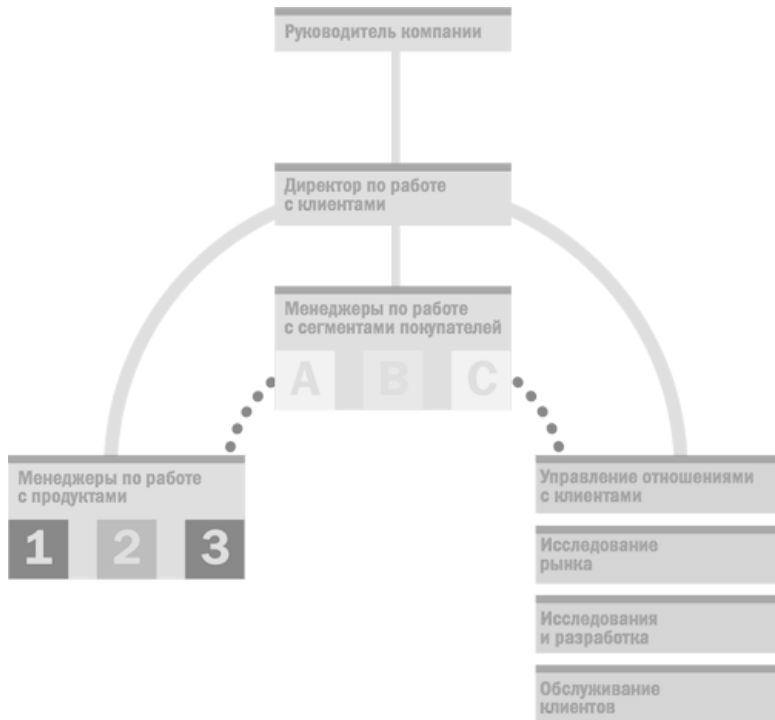 Руководитель компании
Директор по работе
с клиентами
Менеджеры по работе
с сегментами покупателей
A B C
Менеджеры по работе
с продуктами
1 2 3
Управление отношениями
с клиентами
Исследование
рынка
Исследования
и разработка
Обслуживание
клиентов